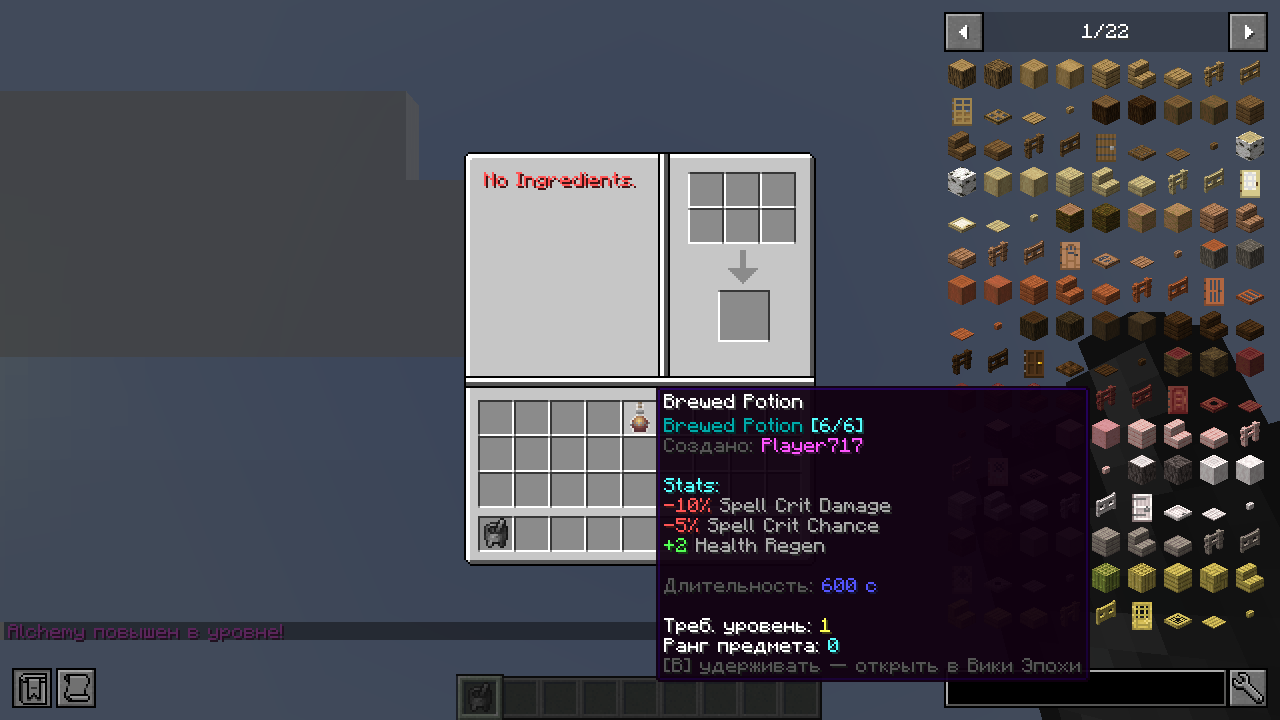 1/22
No Ingredients.
Brewed Potion
Brewed Potion [6/6]
Создано: Player717
Stats:
-10% Spell Crit Damage
-5% Spell Crit Chance
+2 Health Regen
Длительность: 600 с
Треб. уровень: 1
Ранг предмета: 0
[B] удерживать — открыть в Вики Эпохи
Alchemy повышен в уровне!